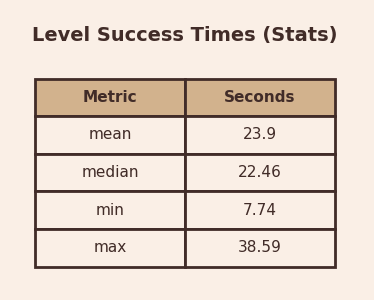 Level Success Times (Stats)
Metric Seconds
mean 23.9
median 22.46
min 7.74
max 38.59